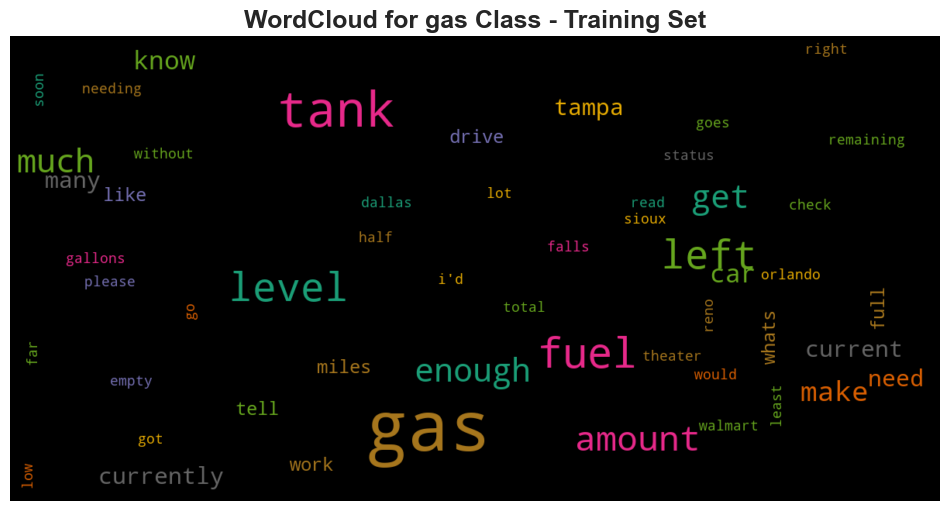 WordCloud for gas Class - Training Set
right
know
soon
needing
tank
tampa
goes
drive
remaining
much
without
status
many
like
lot
get
dallas
read
check
sioux
half
falls
left
gallons
car
orlando
please
level
i'd
total
go
reno
full
whats
far
fuel
theater
current
miles
enough
would
need
empty
make
least
tell
gas
walmart
got
amount
work
currently
low